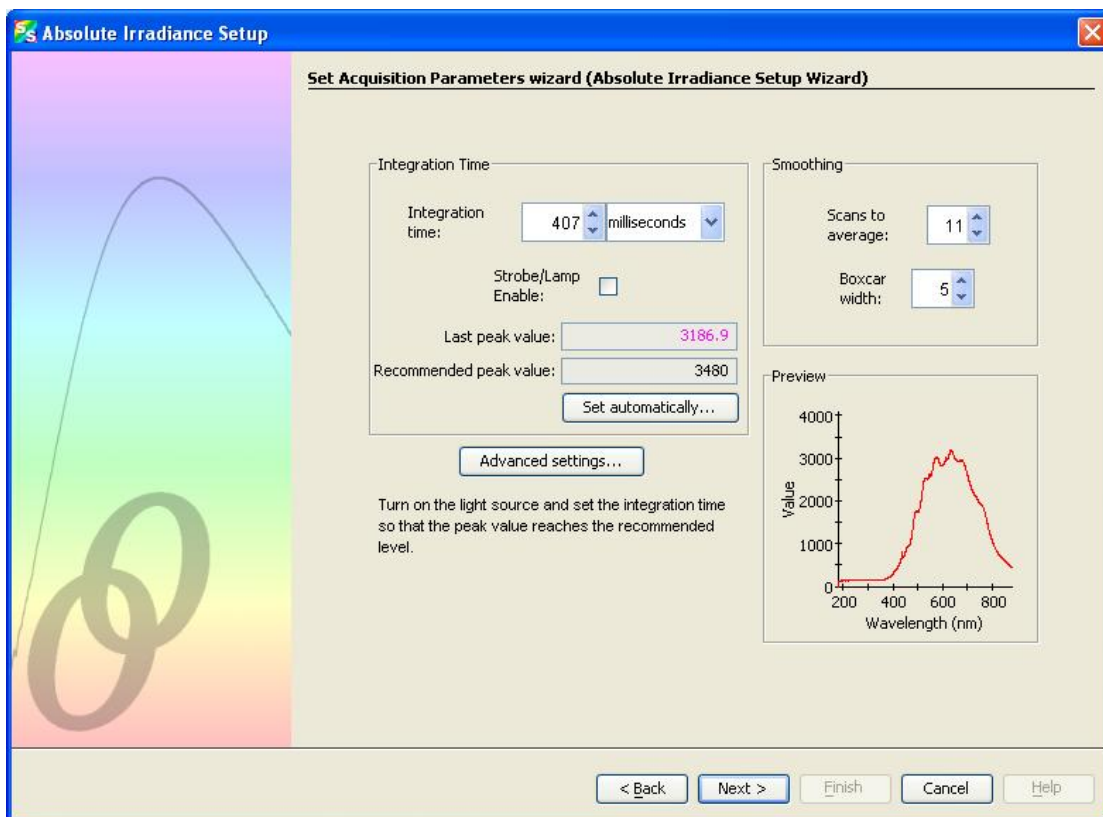 Absolute Irradiance Setup
Set Acquisition Parameters wizard (Absolute Irradiance Setup Wizard)
Integration Time
Integration time:
407 milliseconds
Strobe/Lamp Enable:
Last peak value: 3186.9
Recommended peak value: 3480
Set automatically...
Advanced settings...
Turn on the light source and set the integration time
so that the peak value reaches the recommended
level.
Smoothing
Scans to average: 11
Boxcar width: 5
Preview
4000
3000
2000
1000
0
Value
200 400 600 800
Wavelength (nm)
< Back
Next >
Finish
Cancel
Help